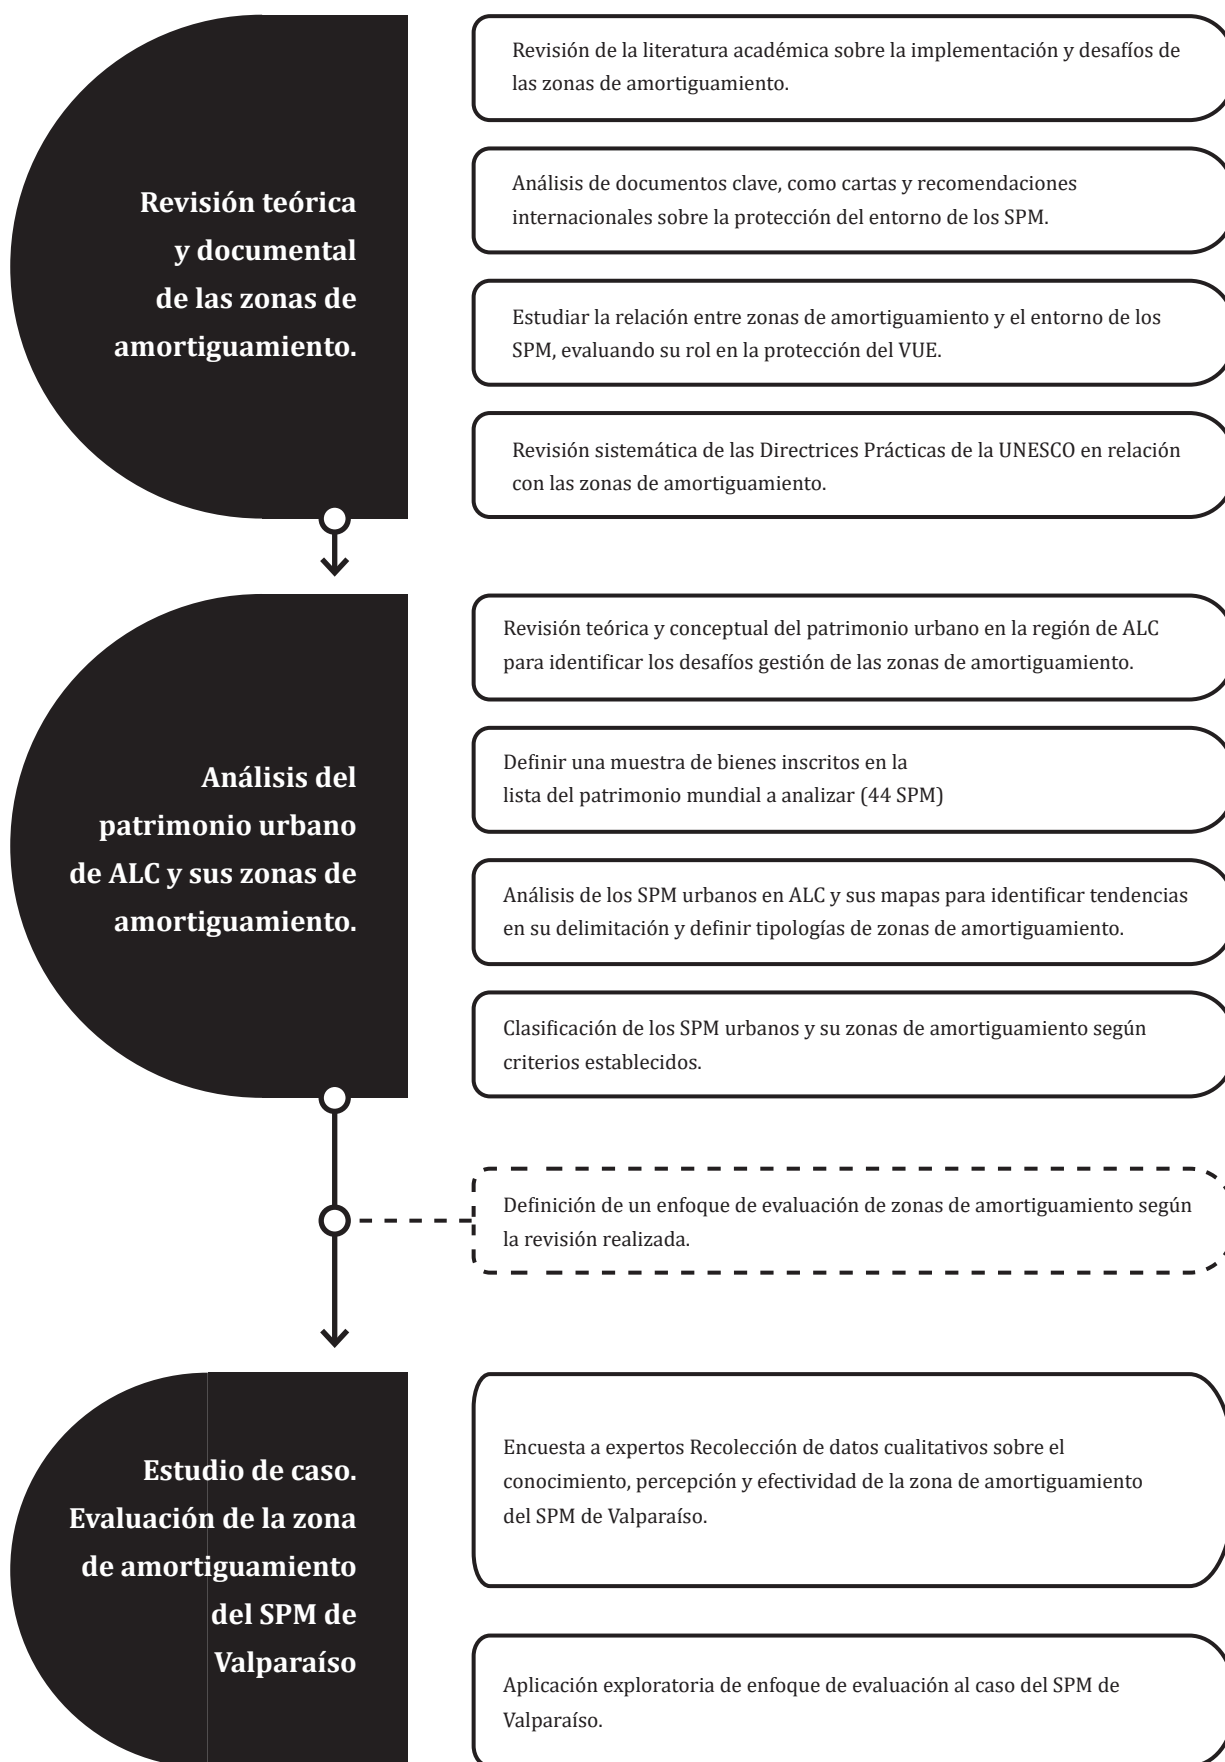 Revisión teórica
y documental
de las zonas de
amortiguamiento.
Revisión de la literatura académica sobre la implementación y desafíos de
las zonas de amortiguamiento.
Análisis de documentos clave, como cartas y recomendaciones
internacionales sobre la protección del entorno de los SPM.
Estudiar la relación entre zonas de amortiguamiento y el entorno de los
SPM, evaluando su rol en la protección del VUE.
Revisión sistemática de las Directrices Prácticas de la UNESCO en relación
con las zonas de amortiguamiento.
Análisis del
patrimonio urbano
de ALC y sus zonas de
amortiguamiento.
Revisión teórica y conceptual del patrimonio urbano en la región de ALC
para identificar los desafíos gestión de las zonas de amortiguamiento.
Definir una muestra de bienes inscritos en la
lista del patrimonio mundial a analizar (44 SPM)
Análisis de los SPM urbanos en ALC y sus mapas para identificar tendencias
en su delimitación y definir tipologías de zonas de amortiguamiento.
Clasificación de los SPM urbanos y su zonas de amortiguamiento según
criterios establecidos.
Definición de un enfoque de evaluación de zonas de amortiguamiento según
la revisión realizada.
Estudio de caso.
Evaluación de la zona
de amortiguamiento
del SPM de
Valparaíso
Encuesta a expertos Recolección de datos cualitativos sobre el
conocimiento, percepción y efectividad de la zona de amortiguamiento
del SPM de Valparaíso.
Aplicación exploratoria de enfoque de evaluación al caso del SPM de
Valparaíso.